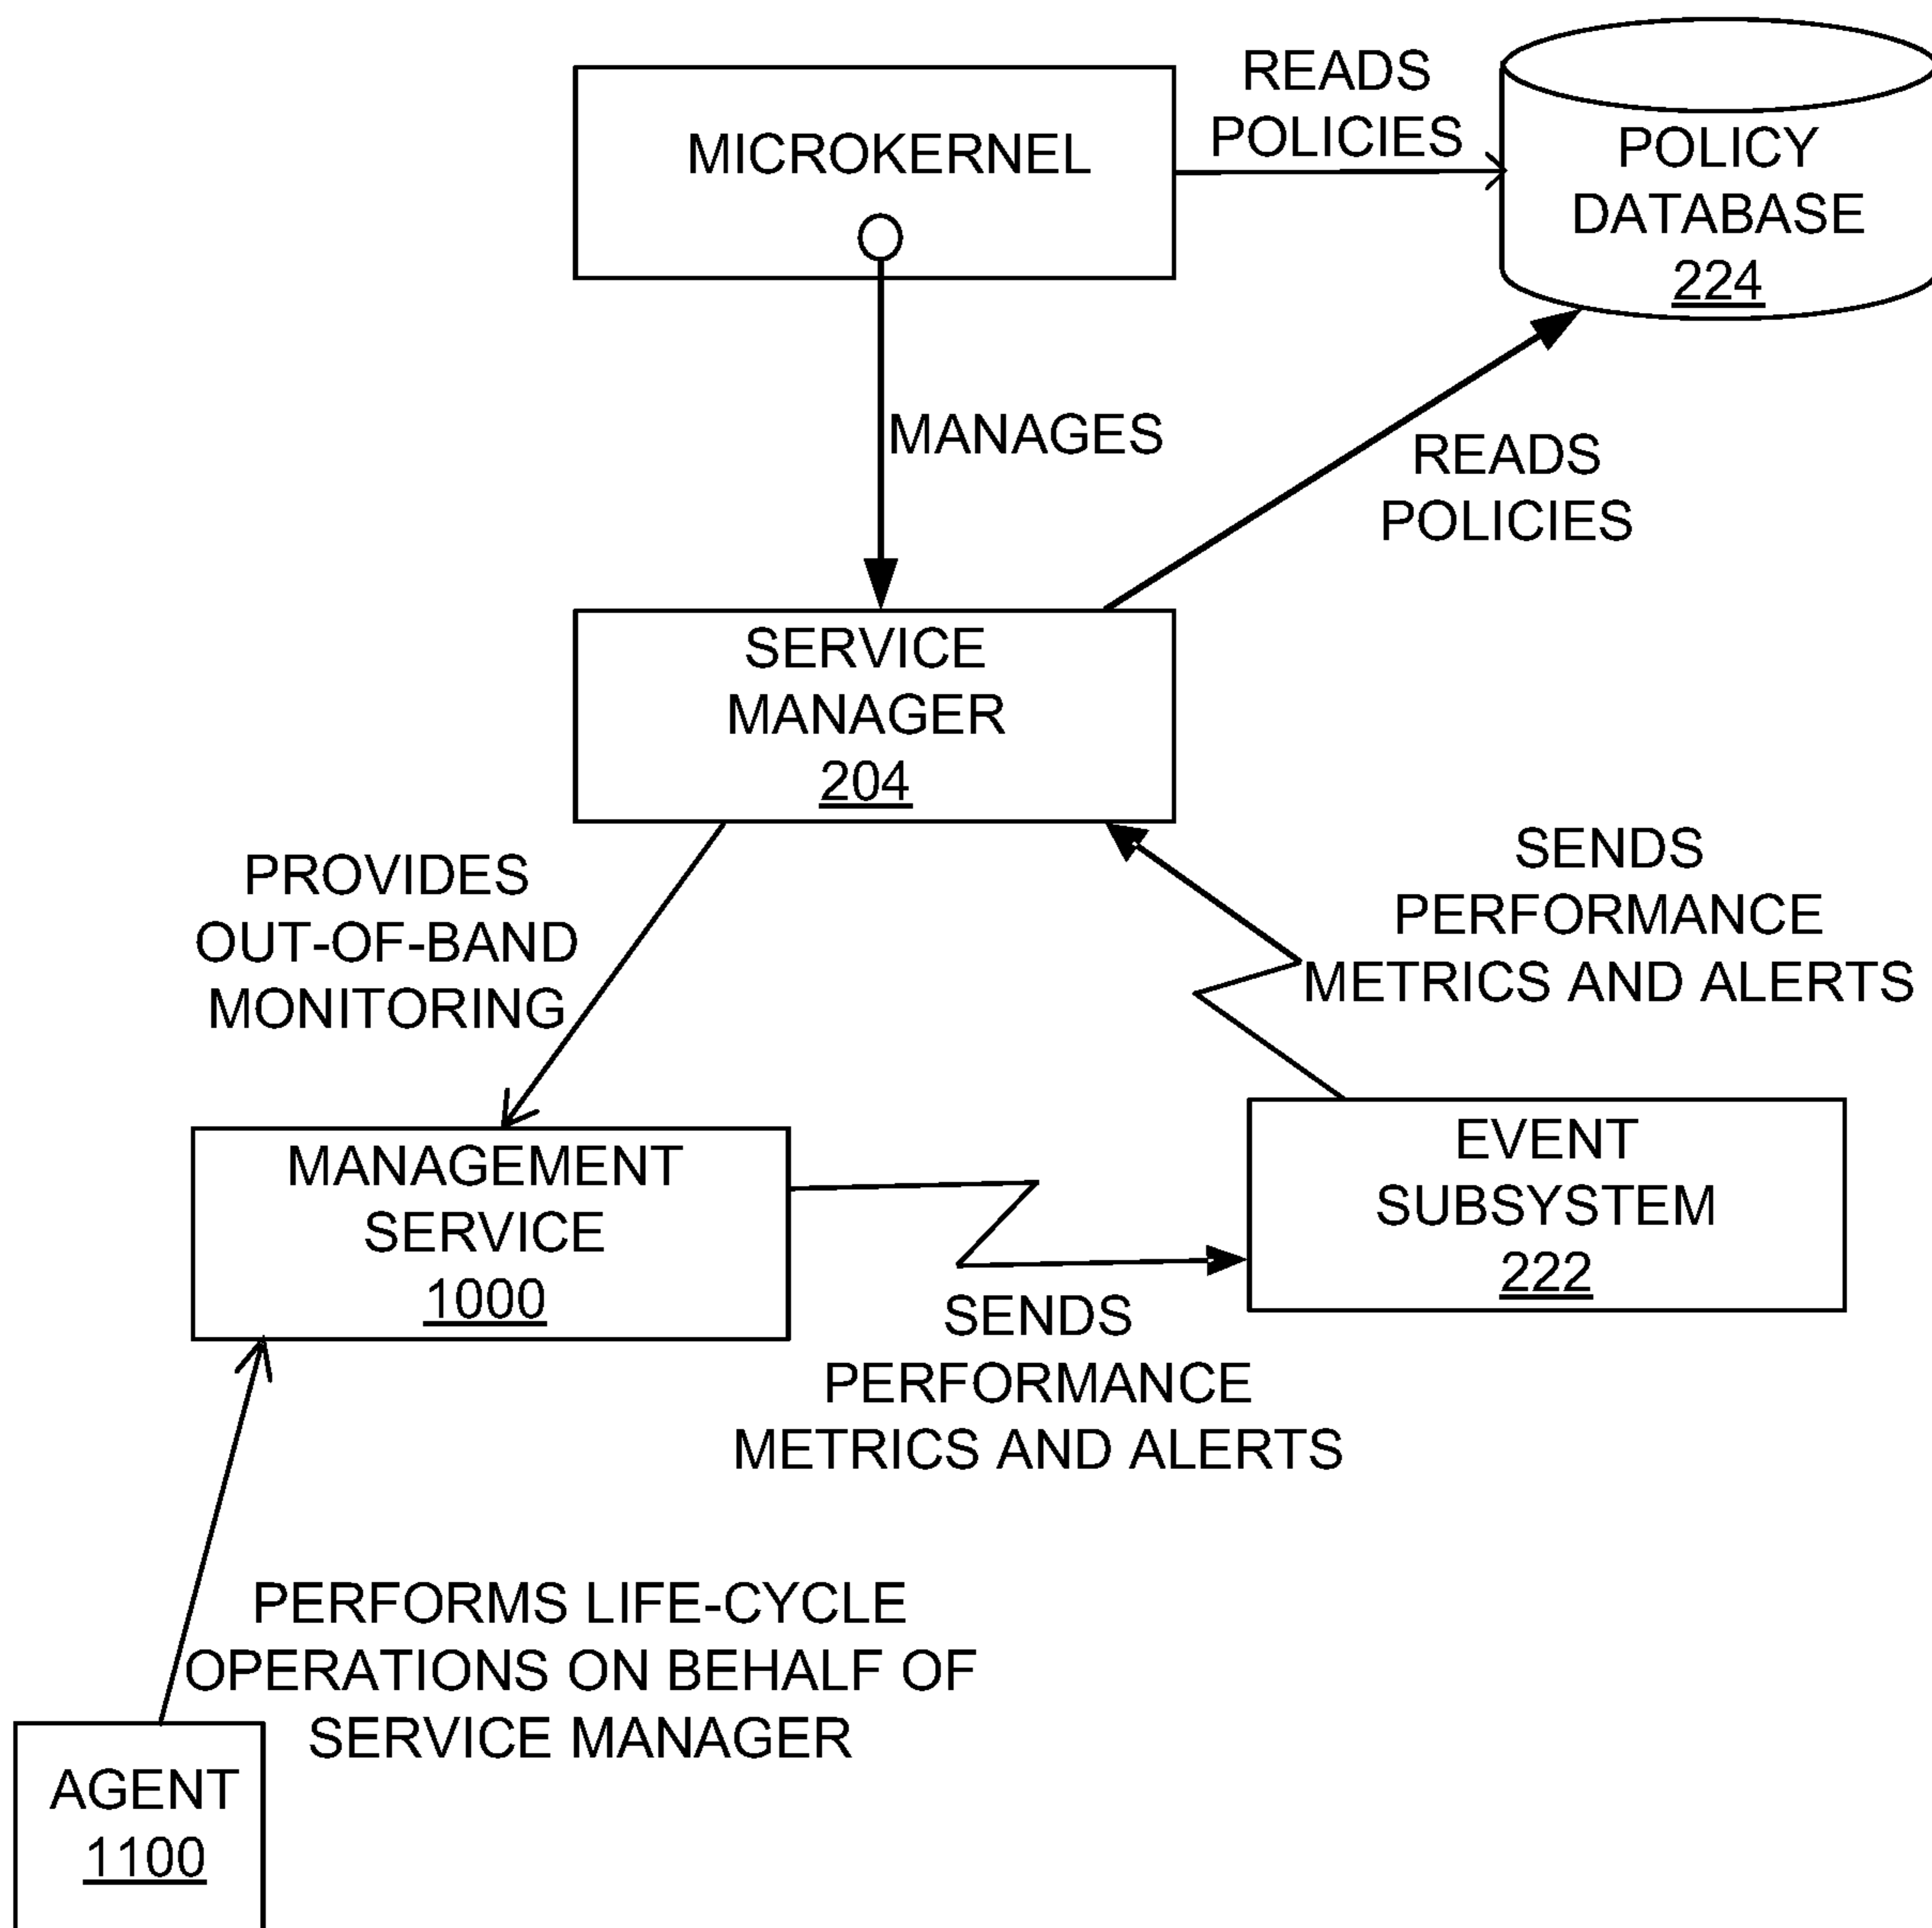 READS
POLICIES
MICROKERNEL
POLICY
DATABASE
224
MANAGES
READS
POLICIES
SERVICE
MANAGER
204
PROVIDES
OUT-OF-BAND
MONITORING
SENDS
PERFORMANCE
METRICS AND ALERTS
MANAGEMENT
SERVICE
1000
EVENT
SUBSYSTEM
222
SENDS
PERFORMANCE
METRICS AND ALERTS
PERFORMS LIFE-CYCLE
OPERATIONS ON BEHALF OF
SERVICE MANAGER
AGENT
1100